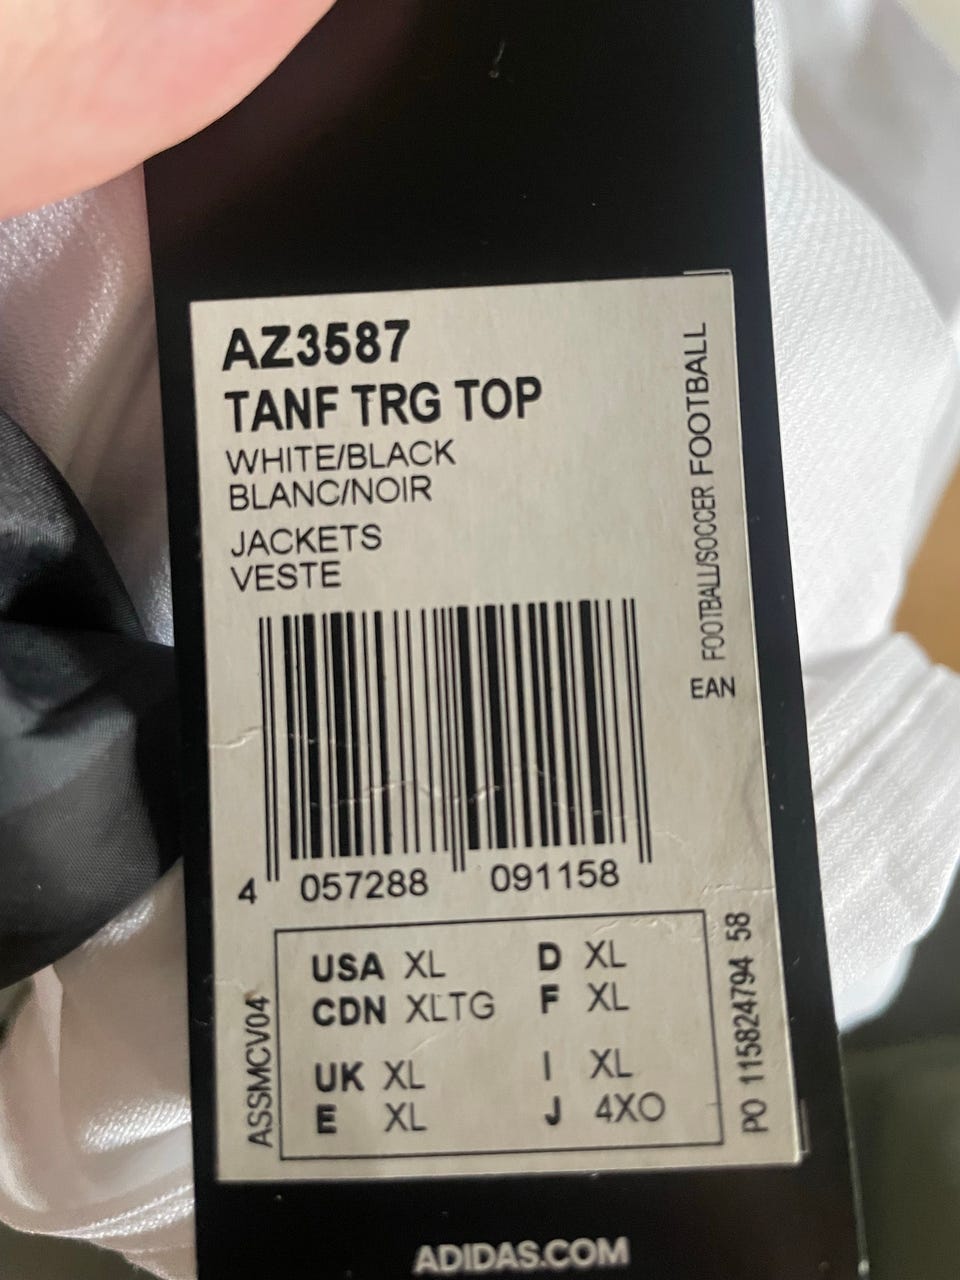 AZ3587
TANF TRG TOP
WHITE/BLACK
BLANC/NOIR
JACKETS
VESTE
FOOTBALL/SOCCER FOOTBALL
EAN
4 057288 091158
USA XL D XL
CDN XLTG F XL
UK XL I XL
E XL J 4XO
ASSMCV04
PO 115824794 58
ADIDAS.COM